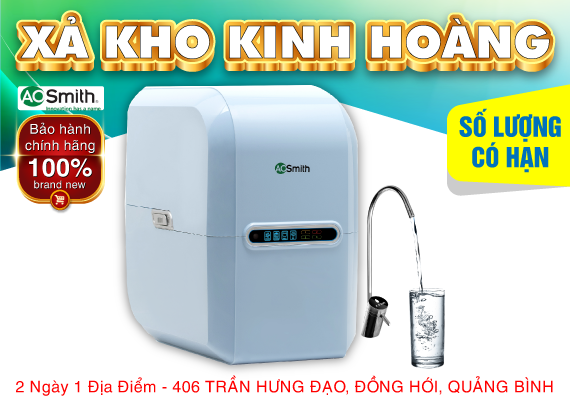 XẢ KHO KINH HOÀNG
AOSmith®
Innovation has a name.
Bảo hành
chính hãng
100%
brand new
SỐ LƯỢNG
CÓ HẠN
AOSmith
2 Ngày 1 Địa Điểm - 406 TRẦN HƯNG ĐẠO, ĐỒNG HỚI, QUẢNG BÌNH